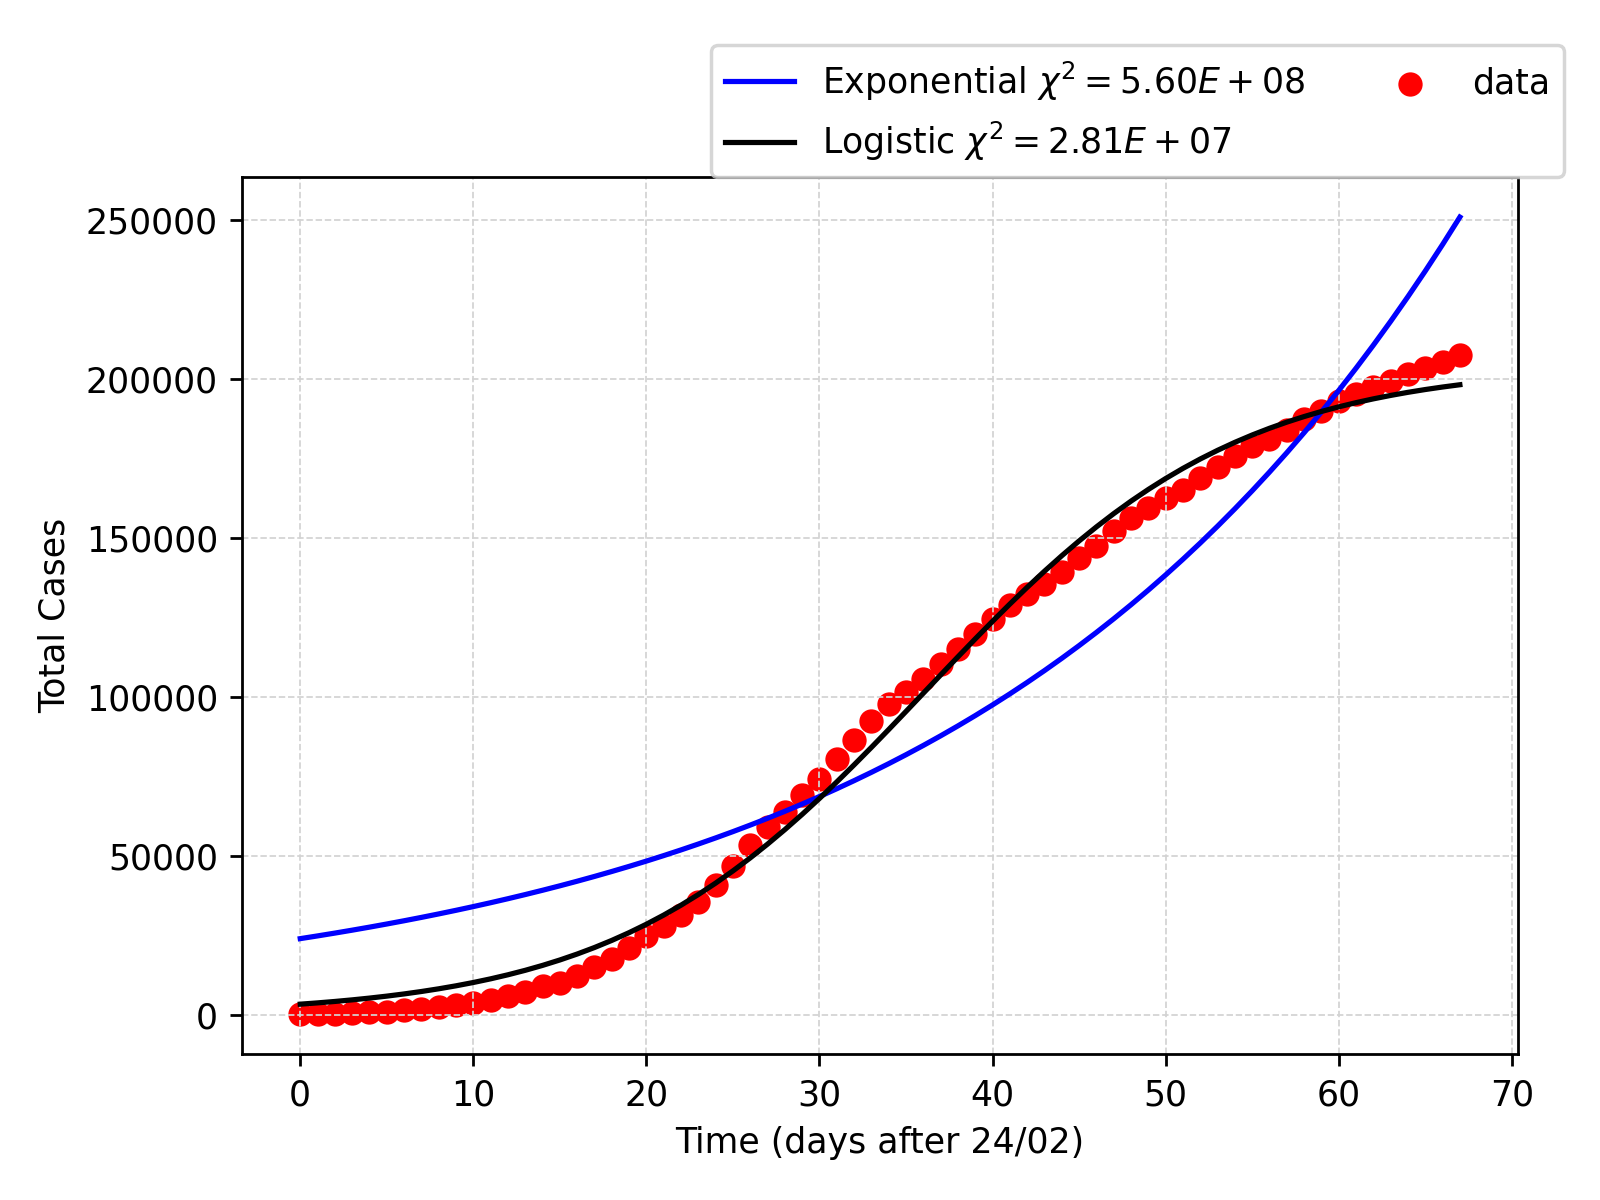 Exponential χ² = 5.60E + 08
data
Logistic χ² = 2.81E + 07
250000
200000
150000
100000
50000
0
Total Cases
0 10 20 30 40 50 60 70
Time (days after 24/02)